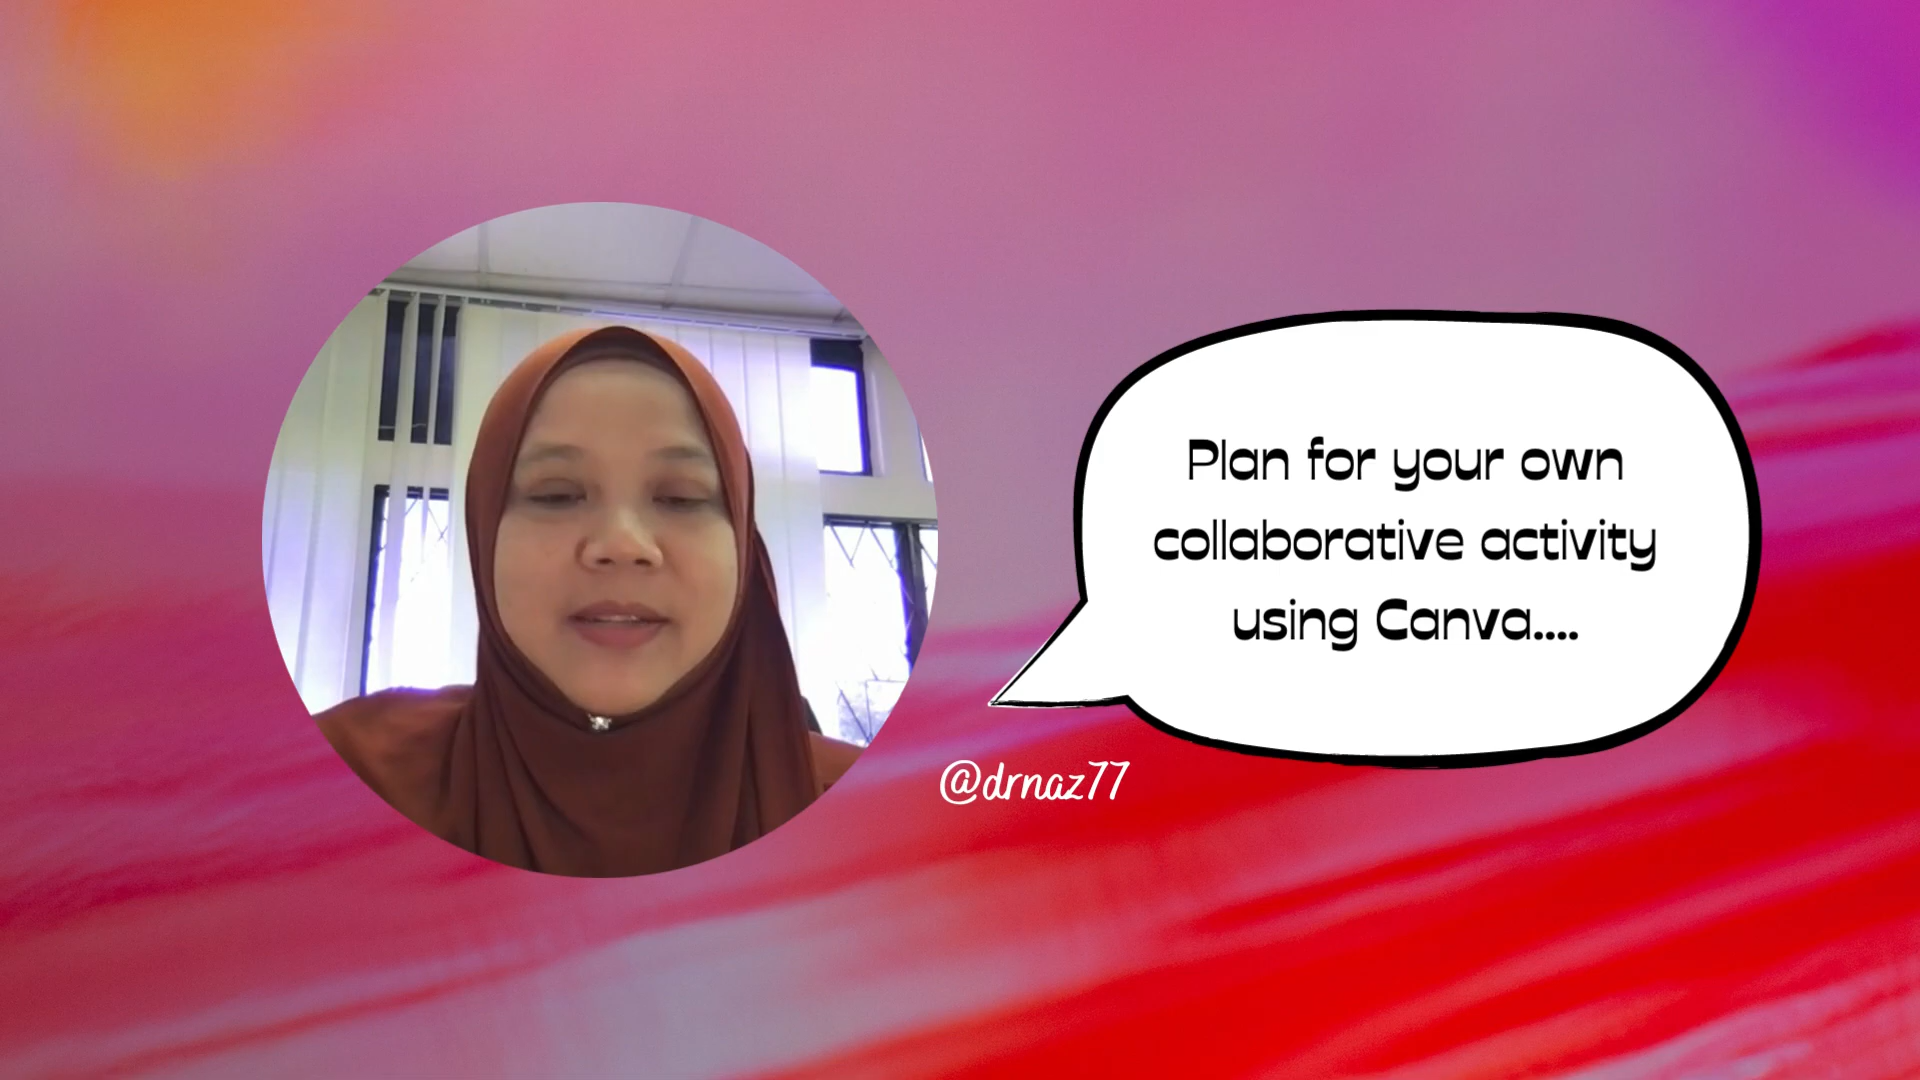 Plan for your own
collaborative activity
using Canva....
@drnaz77